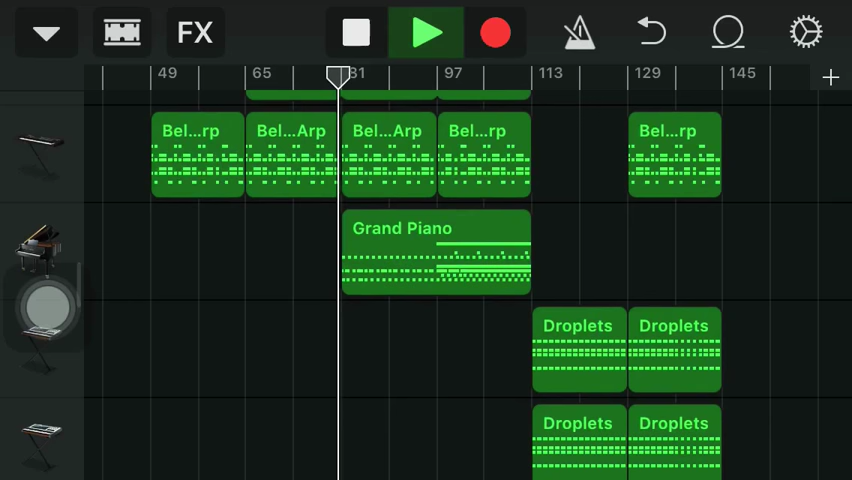 FX
49 65 81 97 113 129 145
Bel...rp Bel...Arp Bel...Arp Bel...rp Bel...rp
Grand Piano
Droplets Droplets
Droplets Droplets